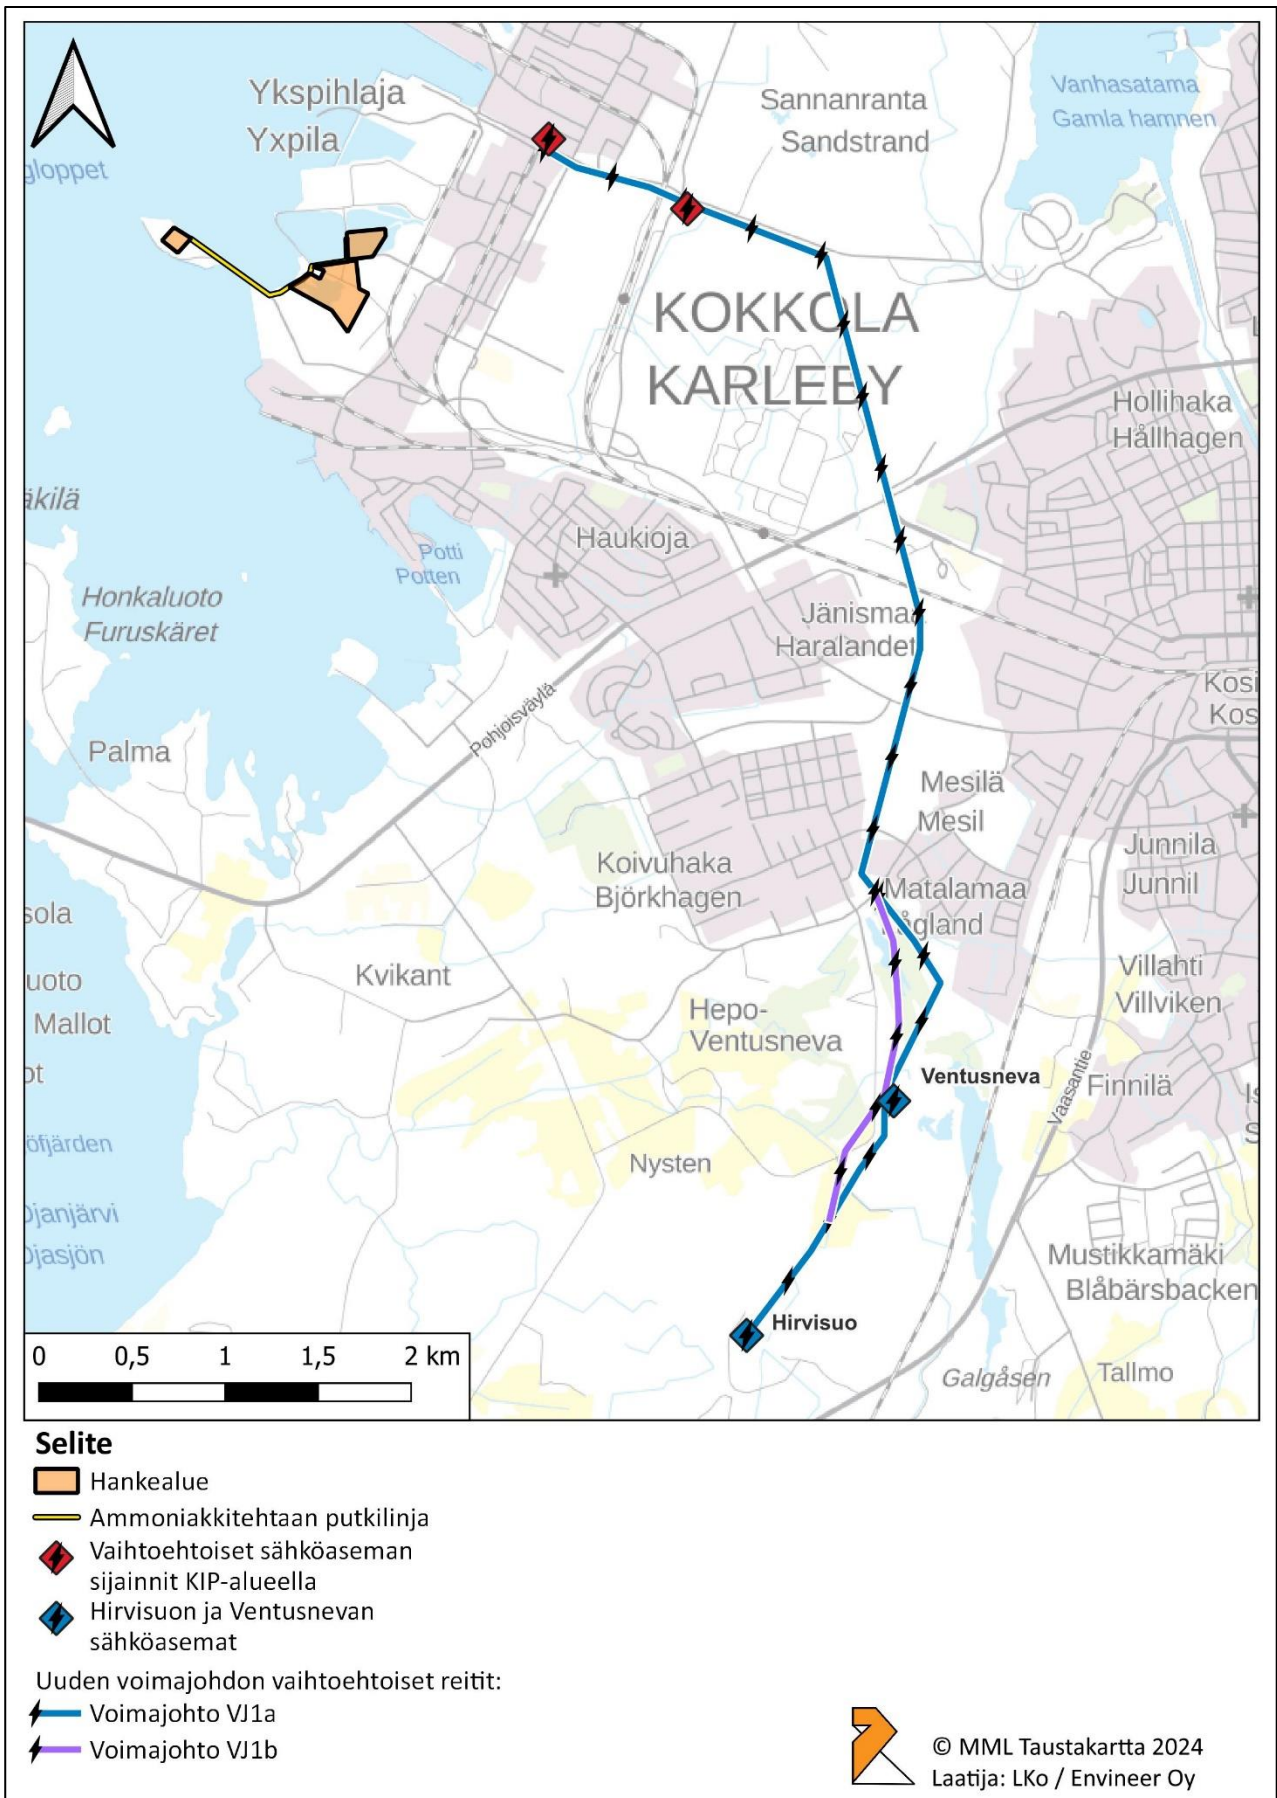 Ykspihlaja
Yxpila
Sannanranta
Sandstrand
Vanhasatama
Gamla hamnen
gloppet
KOKKOLA
KARLEBY
Hollihaka
Hållhagen
äkilä
Haukioja
Potti
Potten
Honkaluoto
Furuskäret
Jänismaa
Haralandet
Kosi
Kos
Pohjoisväylä
Palma
Mesilä
Mesil
Junnila
Junnil
Koivuhaka
Björkhagen
Matalamaa
Lågland
sola
Kvikant
Villahti
Villviken
uoto
Mallot
Hepo-
Ventusneva
ot
Ventusneva
Finnilä
Vaasantie
öfjärden
Nysten
Djanjärvi
Djasjön
Mustikkamäki
Blåbärsbacken
Hirvisuo
Galgåsen
Tallmo
0 0,5 1 1,5 2 km
Selite
Hankealue
Ammoniakkitehtaan putkilinja
Vaihtoehtoiset sähköaseman
sijainnit KIP-alueella
Hirvisuon ja Ventusnevan
sähköasemat
Uuden voimajohdon vaihtoehtoiset reitit:
Voimajohto VJ1a
Voimajohto VJ1b
© MML Taustakartta 2024
Laatija: LKo / Envineer Oy